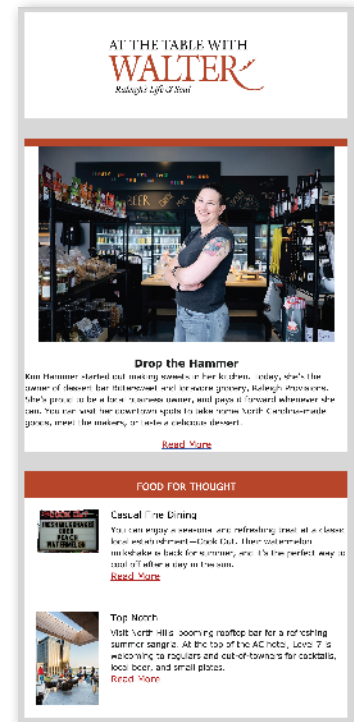 AT THE TABLE WITH
WALTER
Raleigh's Life & Soul
Drop the Hammer
Kim Hammer started out making sweets in her kitchen. Today, she's the
owner of dessert bar Bittersweet and locavore grocery, Raleigh Provisions.
She's proud to be a local business owner, and pays it forward whenever she
can. You can visit her downtown spots to take home North Carolina-made
goods, meet the makers, or taste a delicious dessert.
Read More
FOOD FOR THOUGHT
Casual Fine Dining
You can enjoy a seasonal and refreshing treat at a classic
local establishment—Cook Out. Their watermelon
milkshake is back for summer, and it's the perfect way to
cool off after a day in the sun.
Read More
COOK OUT
FRESH MILKSHAKES
OREO
PEACH
WATERMELON
Top Notch
Visit North Hills' booming rooftop bar for a refreshing
summer sangria. At the top of the AC hotel, Level 7 is
welcoming to regulars and out-of-towners for cocktails,
local beer, and small plates.
Read More